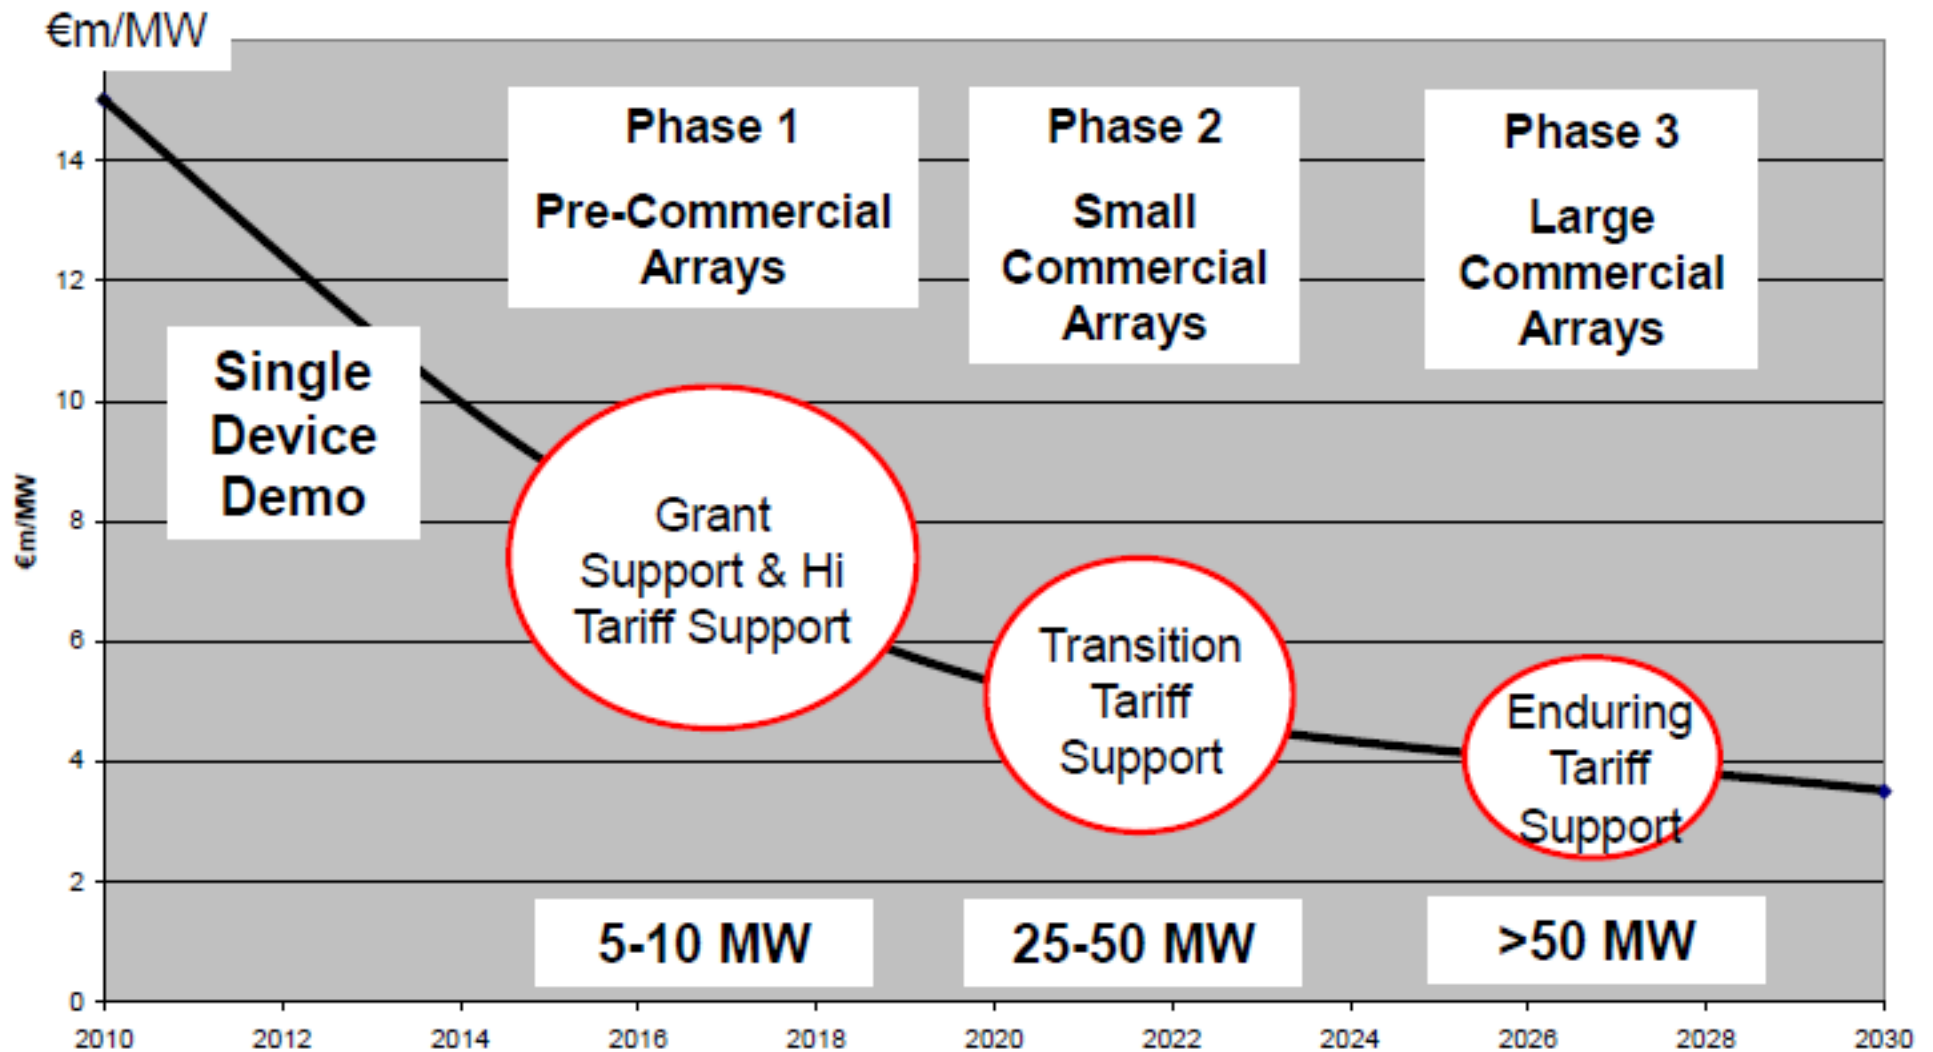 €m/MW
Phase 1
Pre-Commercial
Arrays
Phase 2
Small
Commercial
Arrays
Phase 3
Large
Commercial
Arrays
Single
Device
Demo
Grant
Support & Hi
Tariff Support
Transition
Tariff
Support
Enduring
Tariff
Support
5-10 MW
25-50 MW
>50 MW
€m/MW
14
12
10
8
6
4
2
0
2010 2012 2014 2016 2018 2020 2022 2024 2026 2028 2030